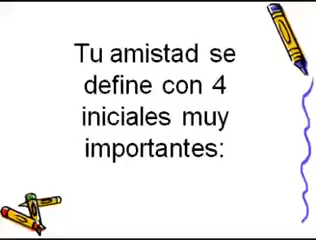 Tu amistad se
define con 4
iniciales muy
importantes: